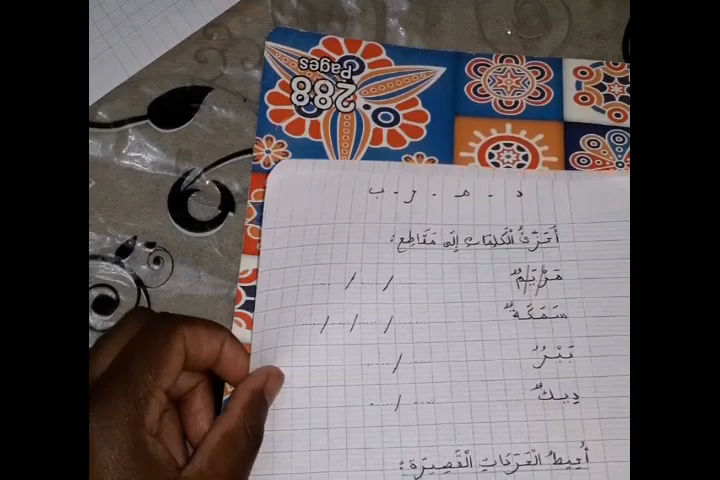 288
Pages
د - هـ - ر - ب
أُجَزِّئُ الْكَلِمَاتِ إِلَى مَقَاطِعَ:
مَرْيَمٌ ..../..../....
سَمَكَةٌ ..../..../..../....
بَبْرٌ ..../....
دِيكٌ ..../....
أُحِيطُ الْحَرَكَاتِ الْقَصِيرَةَ: